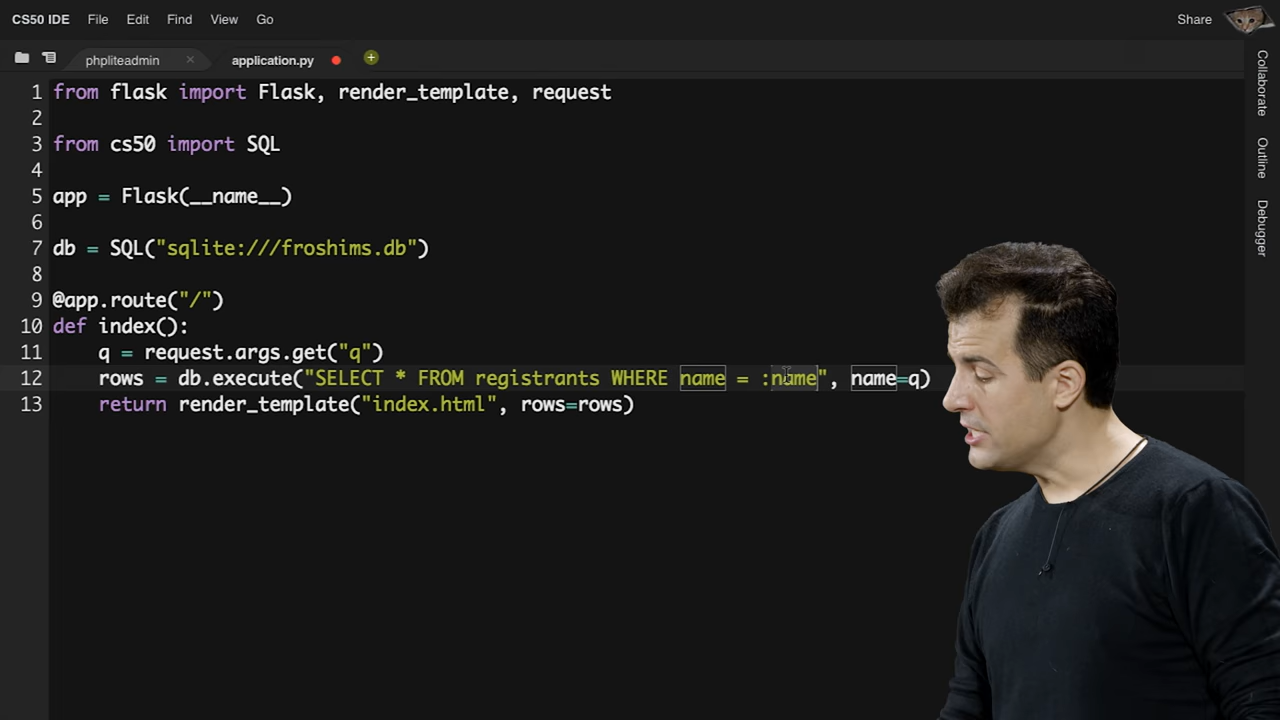 CS50 IDE File Edit Find View Go Share
phpliteadmin × application.py
1 from flask import Flask, render_template, request
2
3 from cs50 import SQL
4
5 app = Flask(__name__)
6
7 db = SQL("sqlite:///froshims.db")
8
9 @app.route("/")
10 def index():
11     q = request.args.get("q")
12     rows = db.execute("SELECT * FROM registrants WHERE name = :name", name=q)
13     return render_template("index.html", rows=rows)
Collaborate
Outline
Debugger